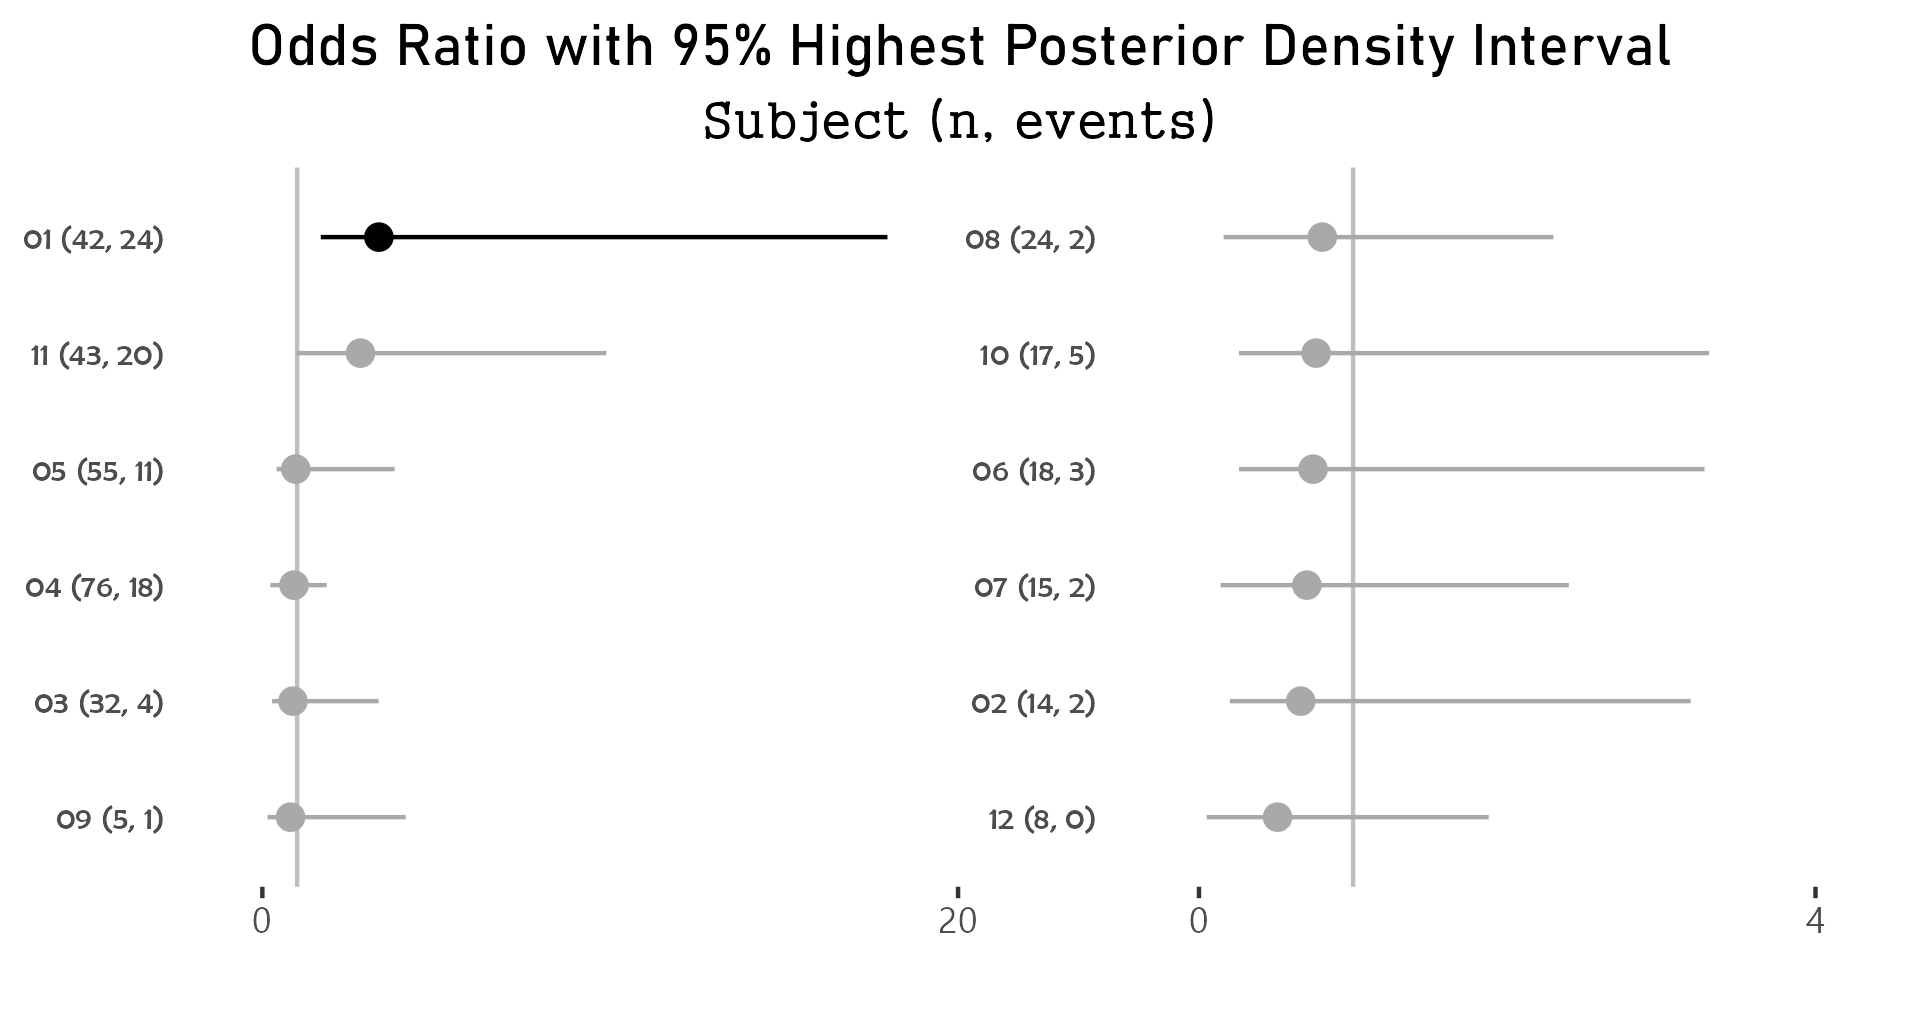 Odds Ratio with 95% Highest Posterior Density Interval
Subject (n, events)
01 (42, 24)
11 (43, 20)
05 (55, 11)
04 (76, 18)
03 (32, 4)
09 (5, 1)
0 20
08 (24, 2)
10 (17, 5)
06 (18, 3)
07 (15, 2)
02 (14, 2)
12 (8, 0)
0 4